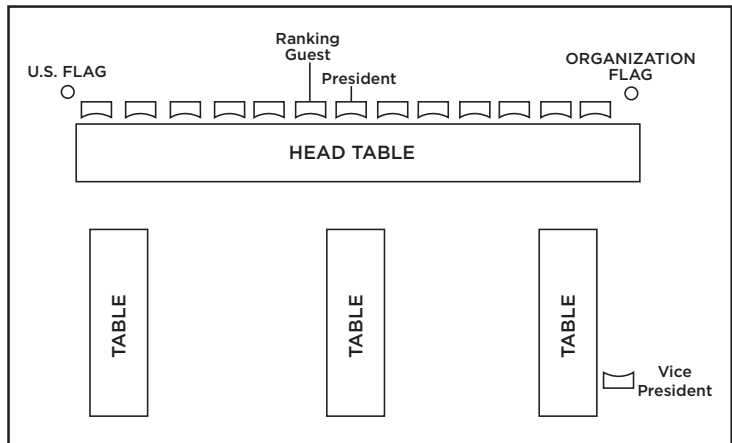 Ranking
Guest
U.S. FLAG
President
ORGANIZATION
FLAG
HEAD TABLE
TABLE
TABLE
TABLE
Vice
President